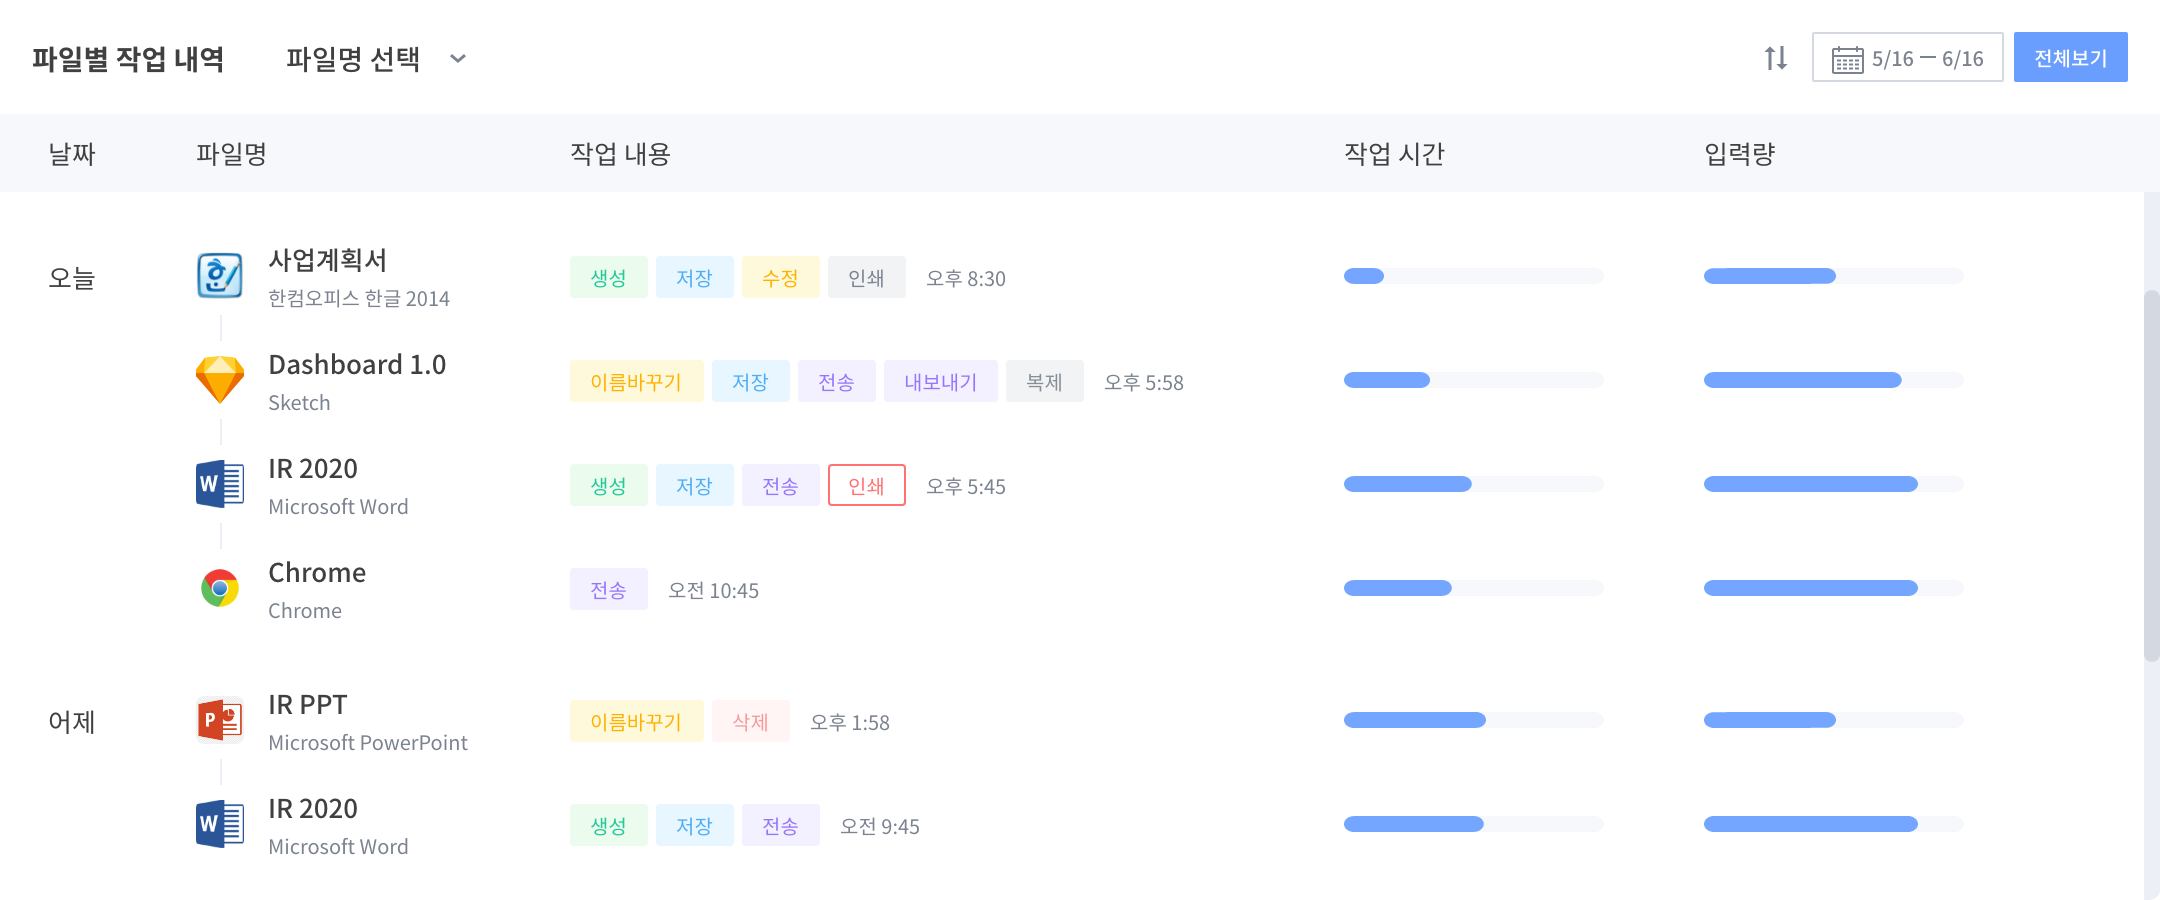 파일별 작업 내역 파일명 선택 5/16 — 6/16 전체보기
날짜 파일명 작업 내용 작업 시간 입력량
오늘
한
사업계획서
한컴오피스 한글 2014
생성 저장 수정 인쇄 오후 8:30
Dashboard 1.0
Sketch
이름바꾸기 저장 전송 내보내기 복제 오후 5:58
W
IR 2020
Microsoft Word
생성 저장 전송 인쇄 오후 5:45
Chrome
Chrome
전송 오전 10:45
어제
P
IR PPT
Microsoft PowerPoint
이름바꾸기 삭제 오후 1:58
W
IR 2020
Microsoft Word
생성 저장 전송 오전 9:45